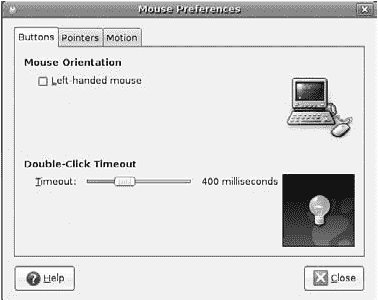 Mouse Preferences
Buttons Pointers Motion
Mouse Orientation
Left-handed mouse
Double-Click Timeout
Timeout: 400 milliseconds
Help Close